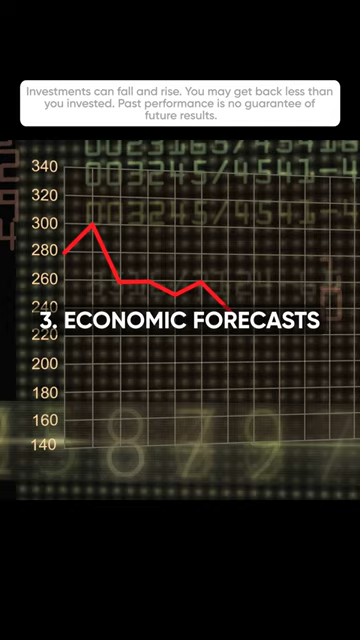 Investments can fall and rise. You may get back less than
you invested. Past performance is no guarantee of
future results.
340
320
300
280
260
240
3. ECONOMIC FORECASTS
220
200
180
160
140